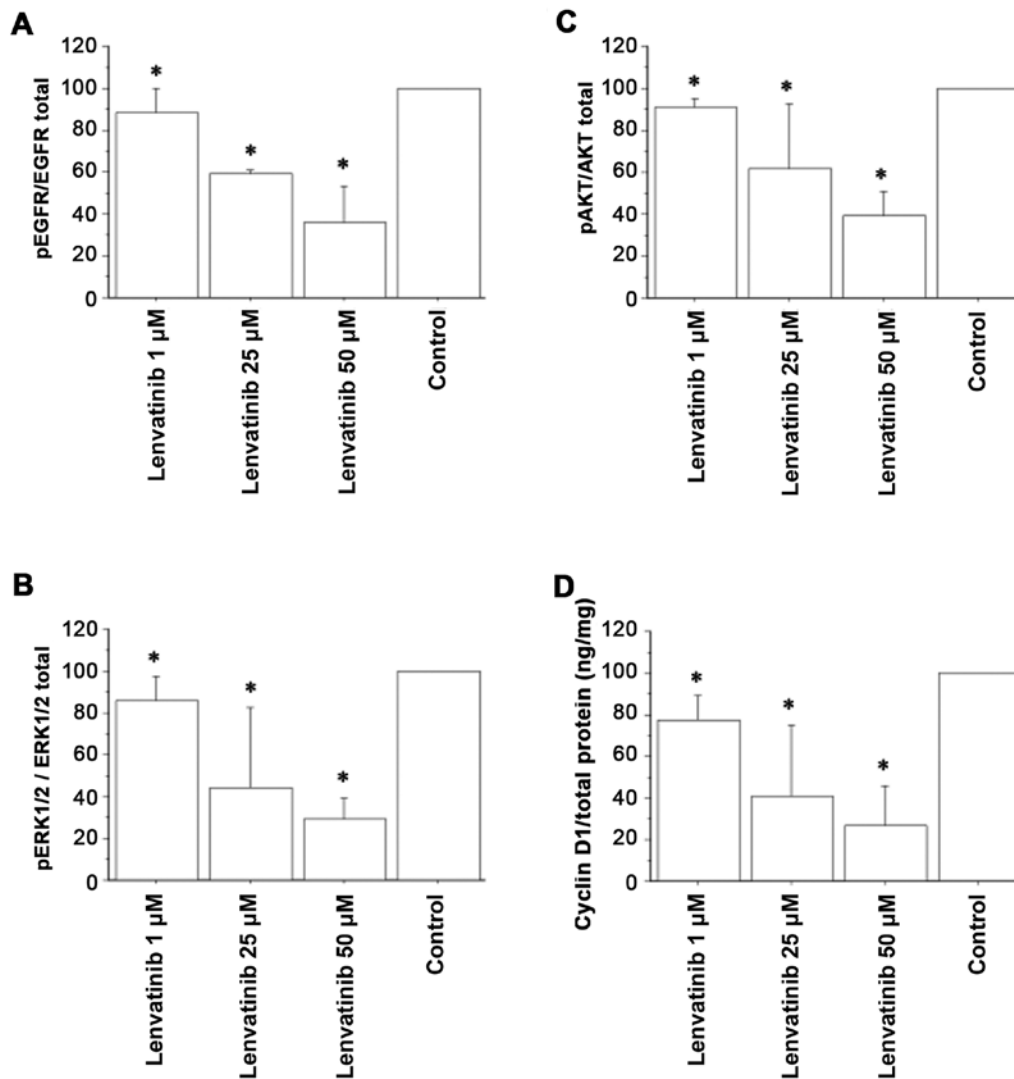 A
pEGFR/EGFR total
120
100
80
60
40
20
0
*
*
*
Lenvatinib 1 µM
Lenvatinib 25 µM
Lenvatinib 50 µM
Control
C
pAKT/AKT total
120
100
80
60
40
20
0
*
*
*
Lenvatinib 1 µM
Lenvatinib 25 µM
Lenvatinib 50 µM
Control
B
pERK1/2 / ERK1/2 total
120
100
80
60
40
20
0
*
*
*
Lenvatinib 1 µM
Lenvatinib 25 µM
Lenvatinib 50 µM
Control
D
Cyclin D1/total protein (ng/mg)
120
100
80
60
40
20
0
*
*
*
Lenvatinib 1 µM
Lenvatinib 25 µM
Lenvatinib 50 µM
Control